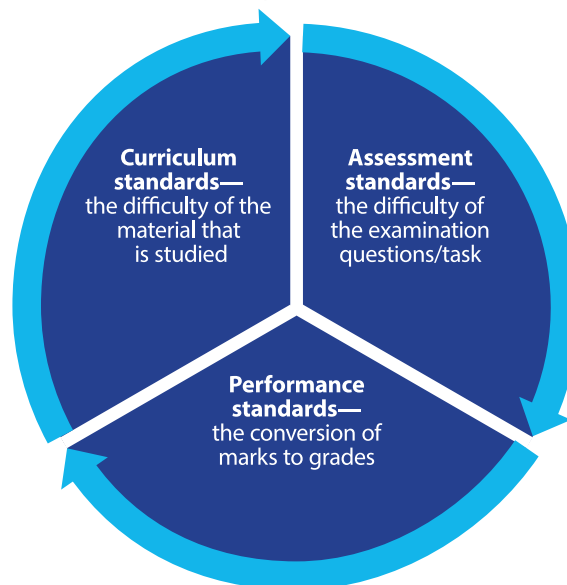 Curriculum
standards—
the difficulty of the
material that
is studied
Assessment
standards—
the difficulty of
the examination
questions/task
Performance
standards—
the conversion of
marks to grades